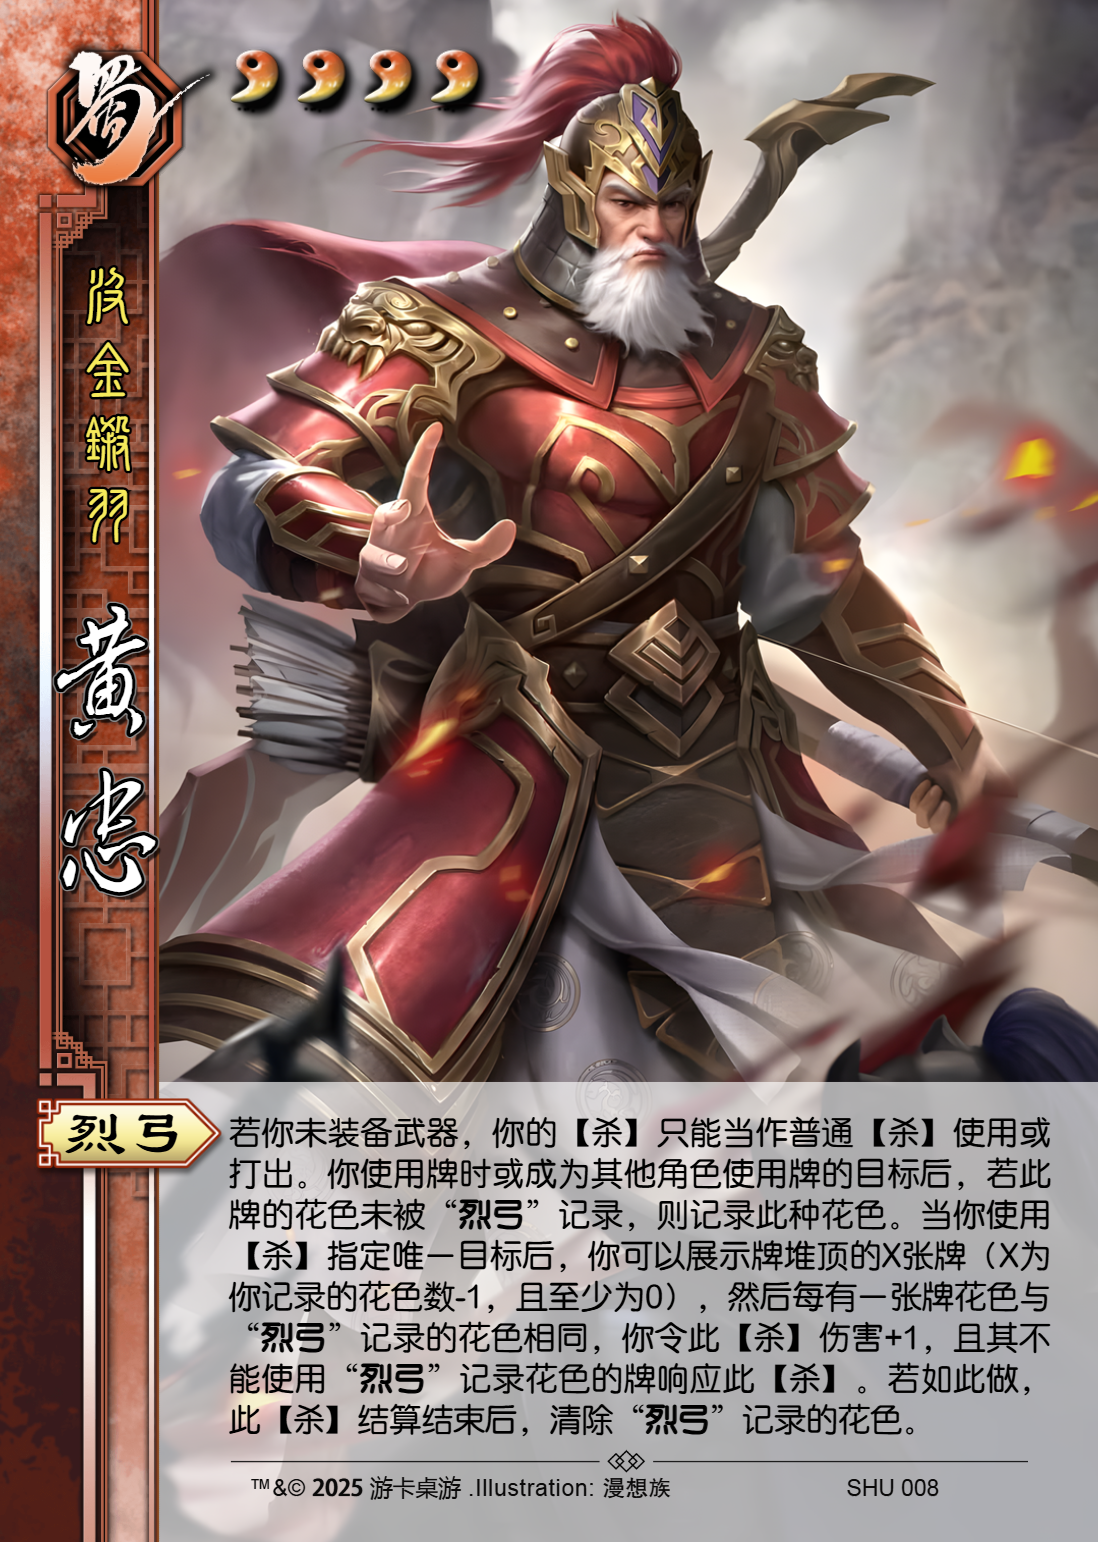 蜀
没金鎩羽
黄忠
烈弓
若你未装备武器，你的【杀】只能当作普通【杀】使用或
打出。你使用牌时或成为其他角色使用牌的目标后，若此
牌的花色未被“烈弓”记录，则记录此种花色。当你使用
【杀】指定唯一目标后，你可以展示牌堆顶的X张牌（X为
你记录的花色数-1，且至少为0），然后每有一张牌花色与
“烈弓”记录的花色相同，你令此【杀】伤害+1，且其不
能使用“烈弓”记录花色的牌响应此【杀】。若如此做，
此【杀】结算结束后，清除“烈弓”记录的花色。
™&© 2025 游卡桌游 .Illustration: 漫想族
SHU 008